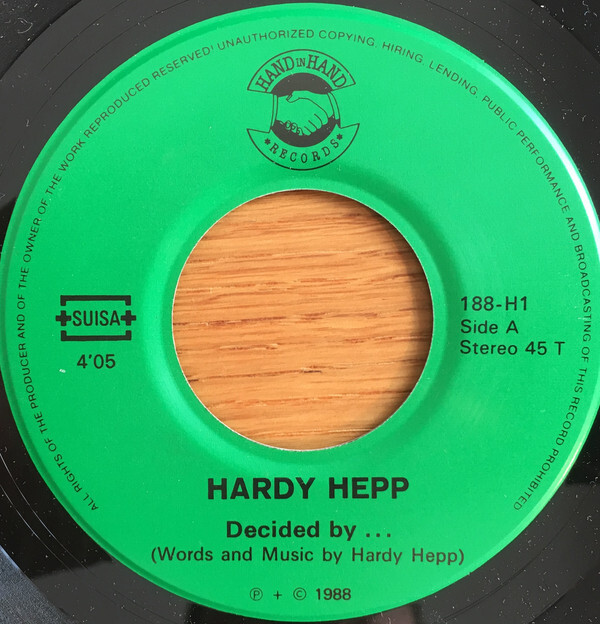 ALL RIGHTS OF THE PRODUCER AND OF THE OWNER OF THE WORK REPRODUCED RESERVED! UNAUTHORIZED COPYING, HIRING, LENDING, PUBLIC PERFORMANCE AND BROADCASTING OF THIS RECORD PROHIBITED
HAND IN HAND
*RECORDS*
SUISA
4'05
188-H1
Side A
Stereo 45 T
HARDY HEPP
Decided by ...
(Words and Music by Hardy Hepp)
℗ + © 1988